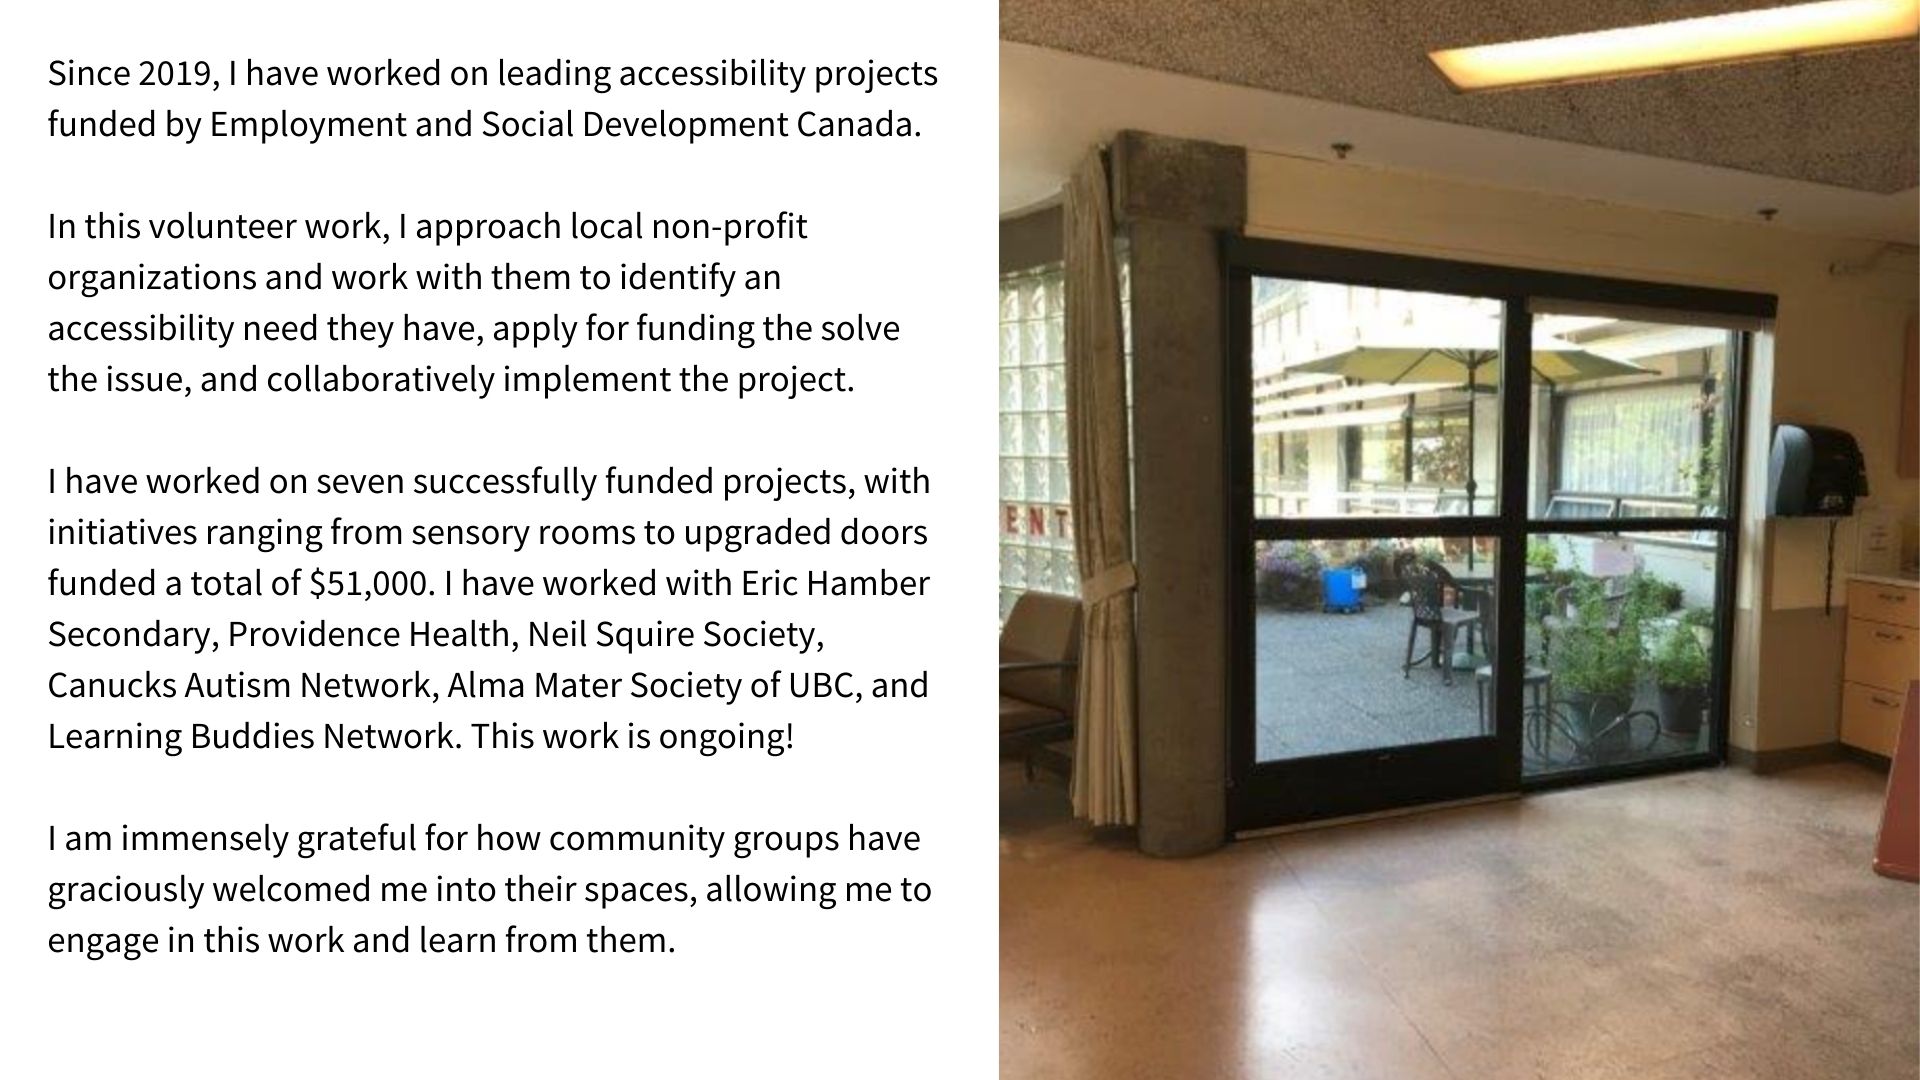 Since 2019, I have worked on leading accessibility projects
funded by Employment and Social Development Canada.
In this volunteer work, I approach local non-profit
organizations and work with them to identify an
accessibility need they have, apply for funding the solve
the issue, and collaboratively implement the project.
I have worked on seven successfully funded projects, with
initiatives ranging from sensory rooms to upgraded doors
funded a total of $51,000. I have worked with Eric Hamber
Secondary, Providence Health, Neil Squire Society,
Canucks Autism Network, Alma Mater Society of UBC, and
Learning Buddies Network. This work is ongoing!
I am immensely grateful for how community groups have
graciously welcomed me into their spaces, allowing me to
engage in this work and learn from them.
ENT